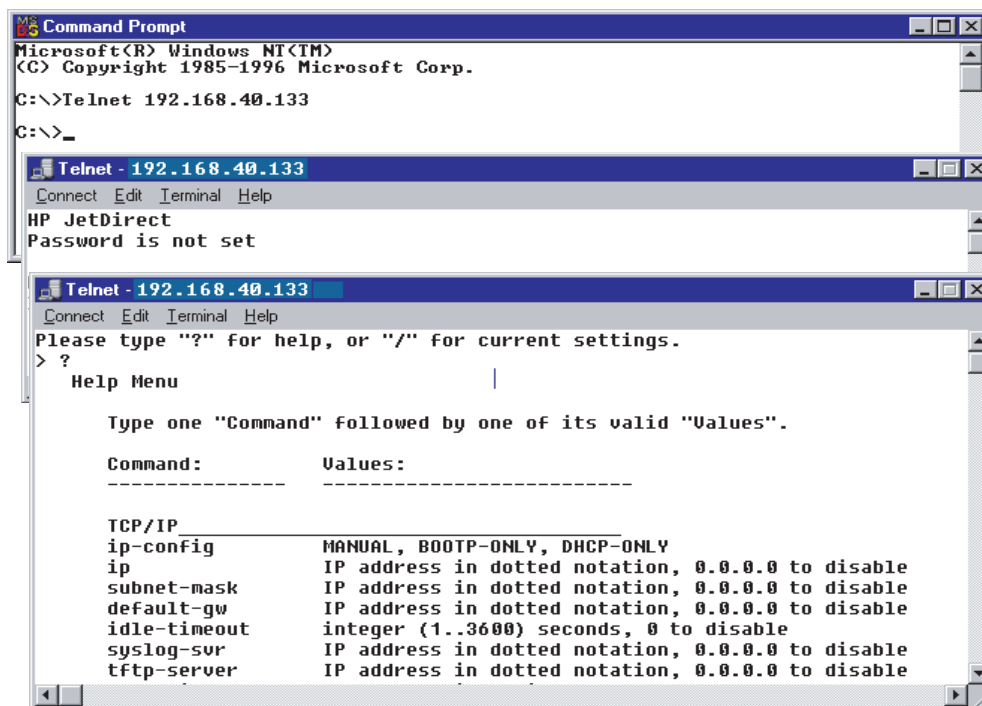 Command Prompt
Microsoft(R) Windows NT(TM)
(C) Copyright 1985-1996 Microsoft Corp.
C:\>Telnet 192.168.40.133
C:\>_
Telnet - 192.168.40.133
Connect Edit Terminal Help
HP JetDirect
Password is not set
Telnet - 192.168.40.133
Connect Edit Terminal Help
Please type "?" for help, or "/" for current settings.
> ?
Help Menu
Type one "Command" followed by one of its valid "Values".
Command: Values:
--------------- --------------------------
TCP/IP
ip-config MANUAL, BOOTP-ONLY, DHCP-ONLY
ip IP address in dotted notation, 0.0.0.0 to disable
subnet-mask IP address in dotted notation, 0.0.0.0 to disable
default-gw IP address in dotted notation, 0.0.0.0 to disable
idle-timeout integer (1..3600) seconds, 0 to disable
syslog-svr IP address in dotted notation, 0.0.0.0 to disable
tftp-server IP address in dotted notation, 0.0.0.0 to disable